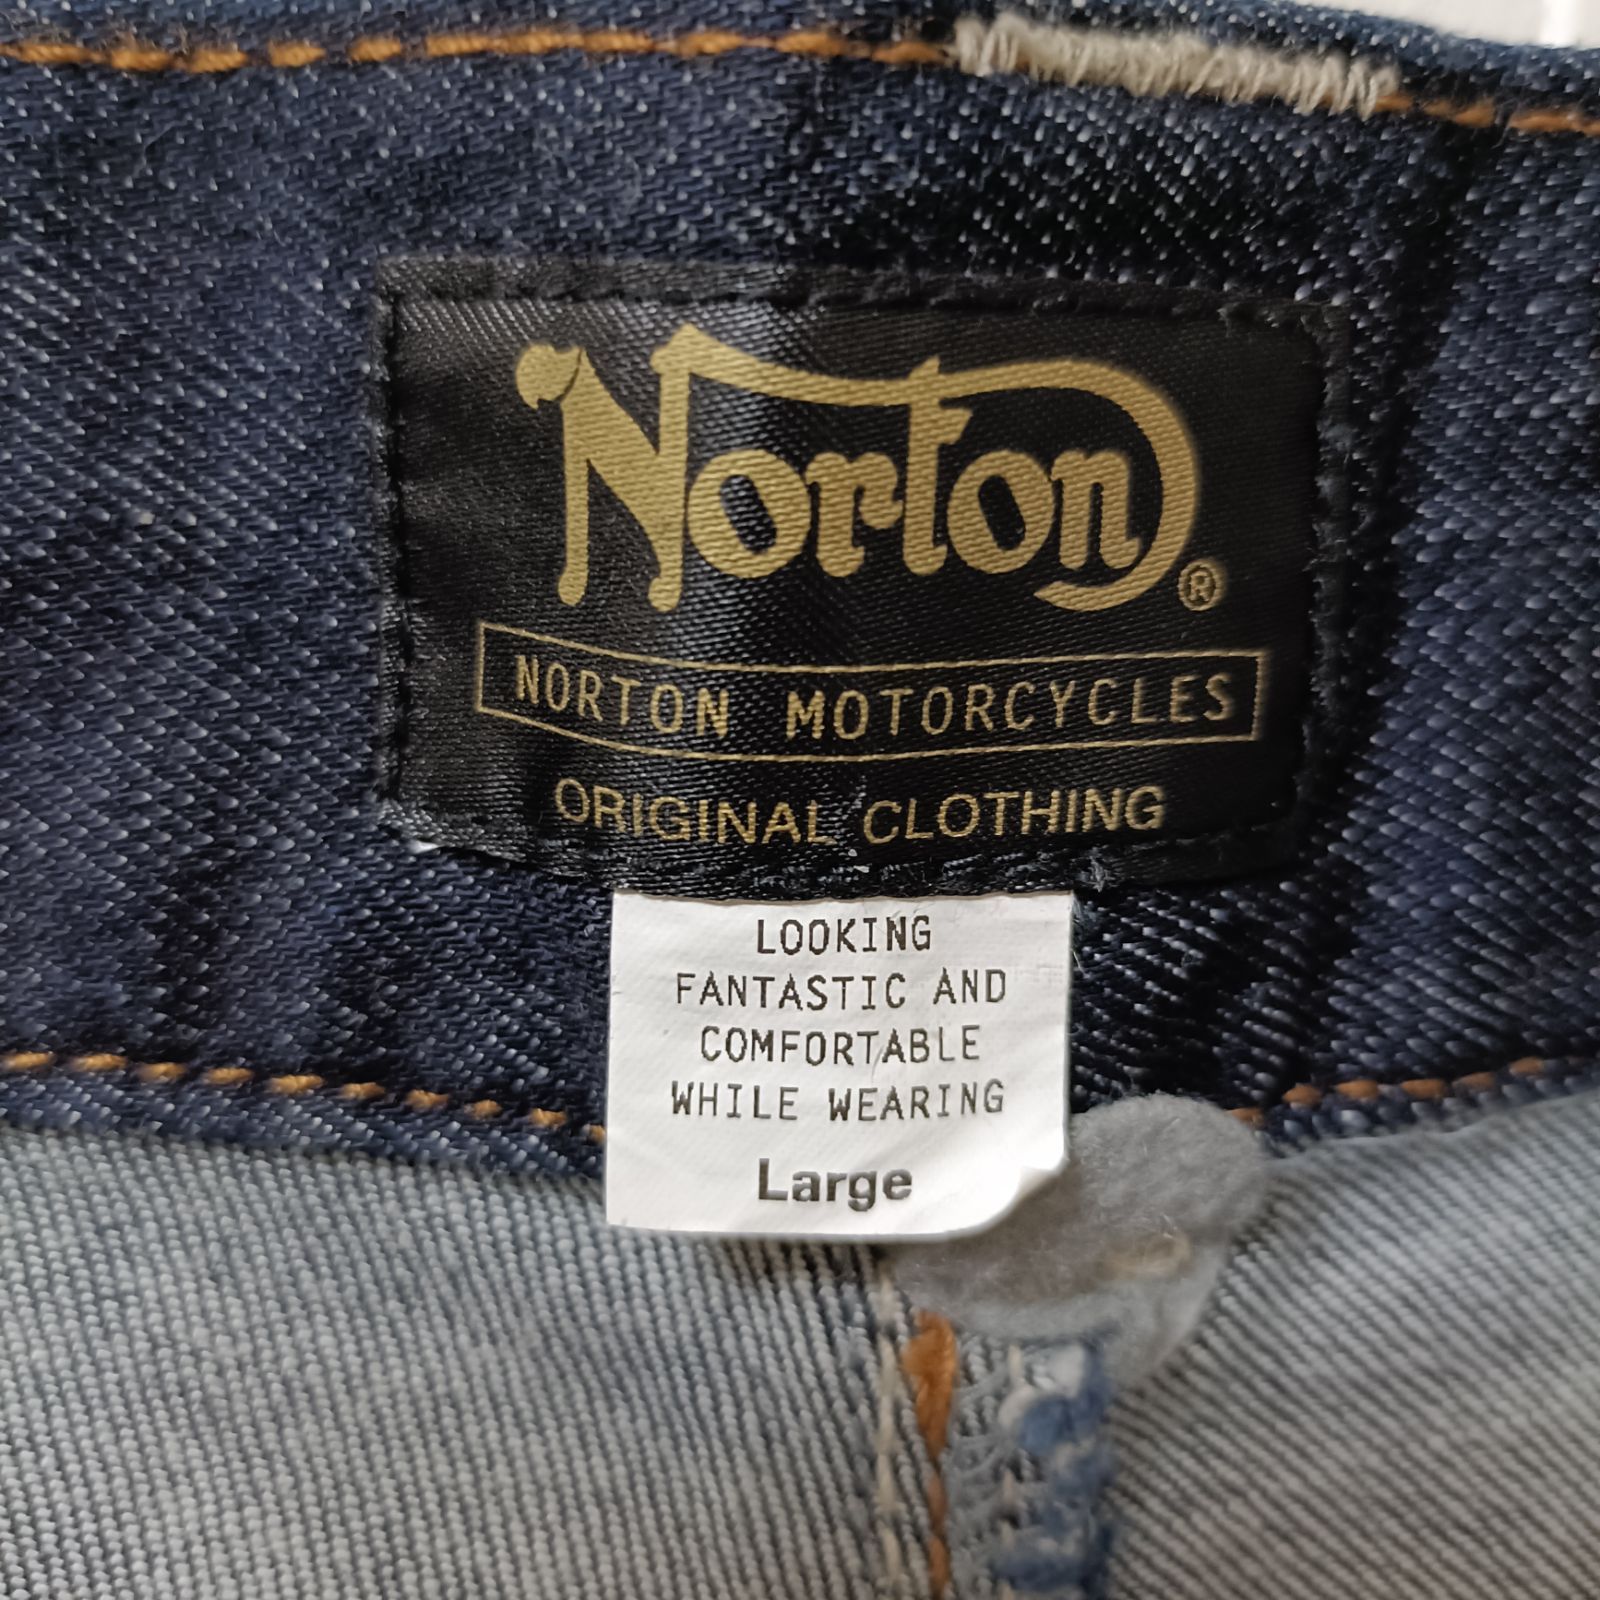 Norton®
NORTON MOTORCYCLES
ORIGINAL CLOTHING
LOOKING
FANTASTIC AND
COMFORTABLE
WHILE WEARING
Large